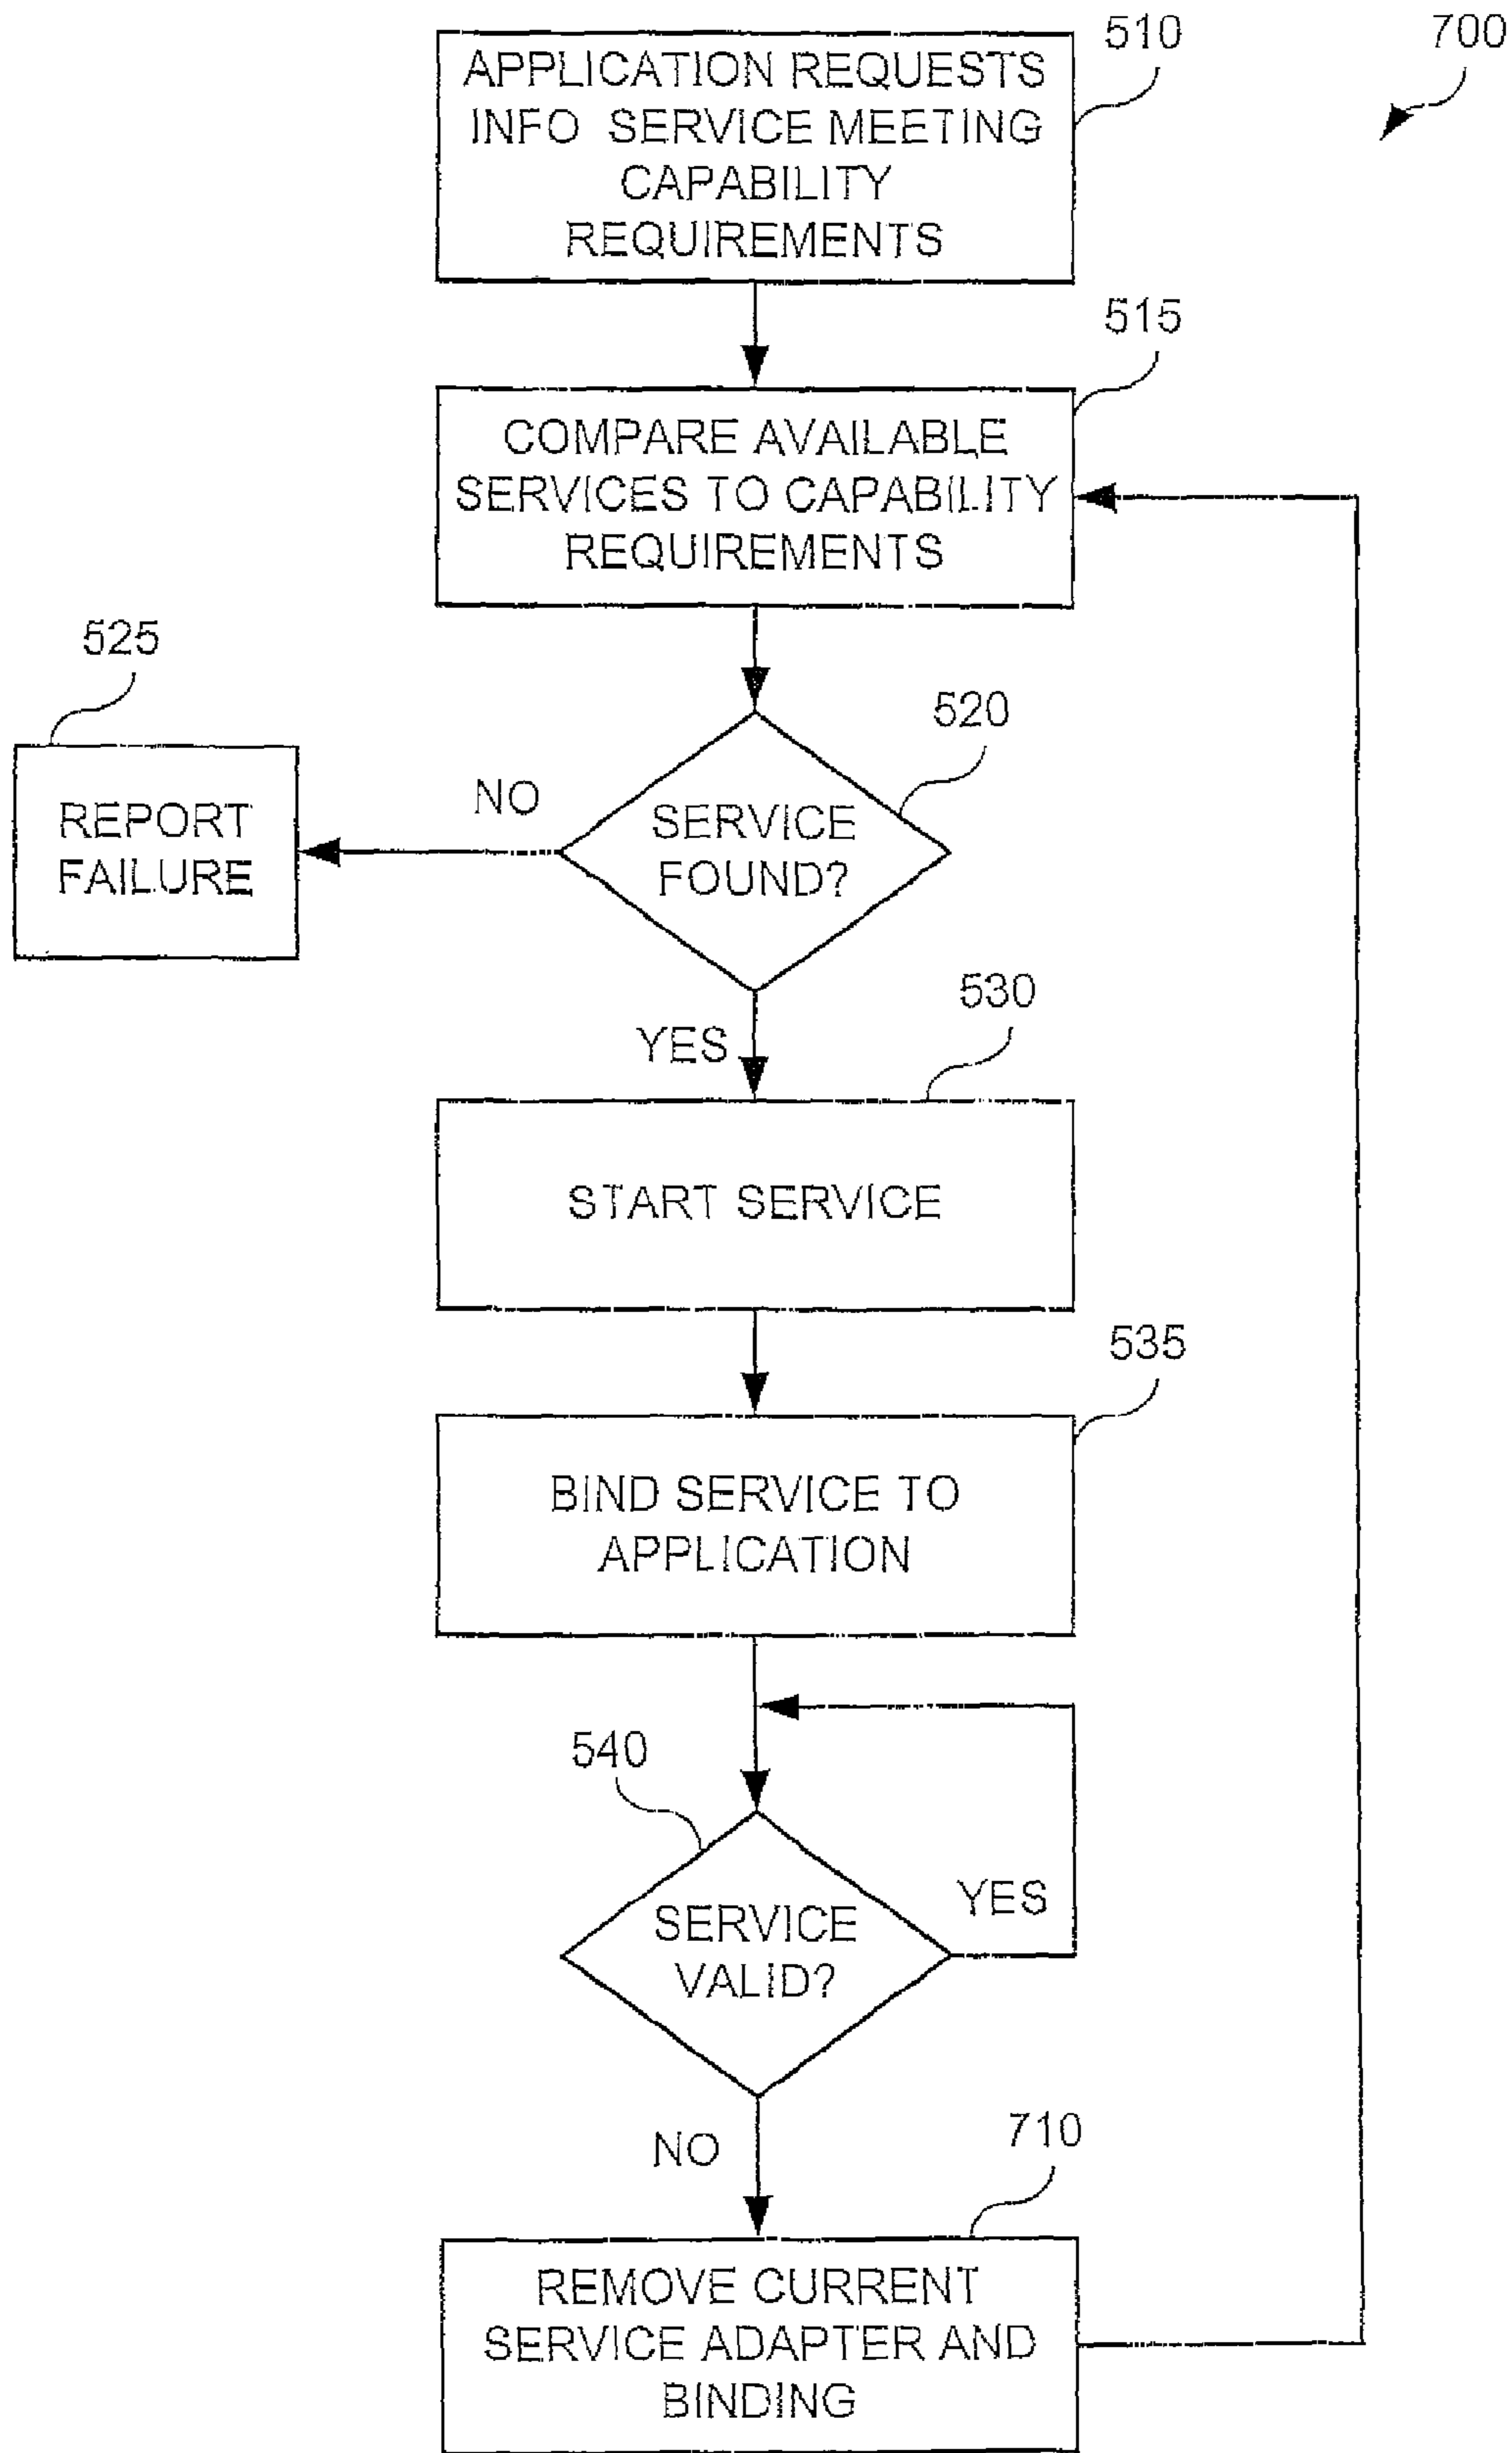 510
700
APPLICATION REQUESTS
INFO SERVICE MEETING
CAPABILITY
REQUIREMENTS
515
COMPARE AVAILABLE
SERVICES TO CAPABILITY
REQUIREMENTS
525
520
NO
REPORT
FAILURE
SERVICE
FOUND?
530
YES
START SERVICE
535
BIND SERVICE TO
APPLICATION
540
YES
SERVICE
VALID?
NO
710
REMOVE CURRENT
SERVICE ADAPTER AND
BINDING